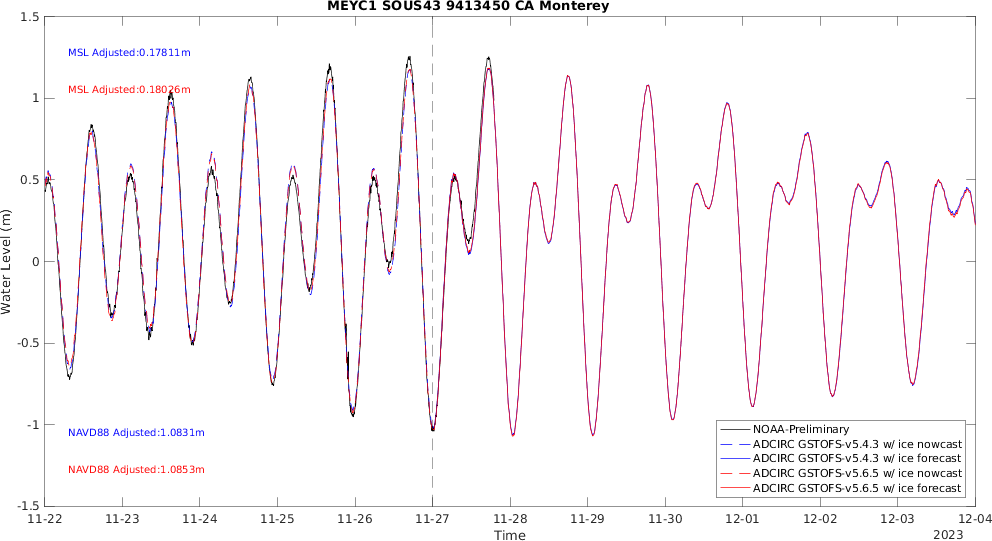 MEYC1 SOUS43 9413450 CA Monterey
1.5
1
0.5
0
-0.5
-1
-1.5
Water Level (m)
MSL Adjusted:0.17811m
MSL Adjusted:0.18026m
NAVD88 Adjusted:1.0831m
NAVD88 Adjusted:1.0853m
NOAA-Preliminary
ADCIRC GSTOFS-v5.4.3 w/ ice nowcast
ADCIRC GSTOFS-v5.4.3 w/ ice forecast
ADCIRC GSTOFS-v5.6.5 w/ ice nowcast
ADCIRC GSTOFS-v5.6.5 w/ ice forecast
11-22 11-23 11-24 11-25 11-26 11-27 11-28 11-29 11-30 12-01 12-02 12-03 12-04
Time
2023